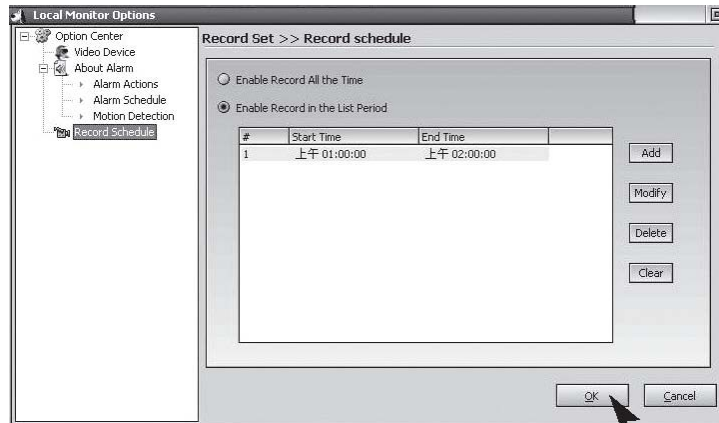 Local Monitor Options
Option Center
Video Device
About Alarm
Alarm Actions
Alarm Schedule
Motion Detection
Record Schedule
Record Set >> Record schedule
Enable Record All the Time
Enable Record in the List Period
# Start Time End Time
1 上午 01:00:00 上午 02:00:00
Add
Modify
Delete
Clear
OK Cancel